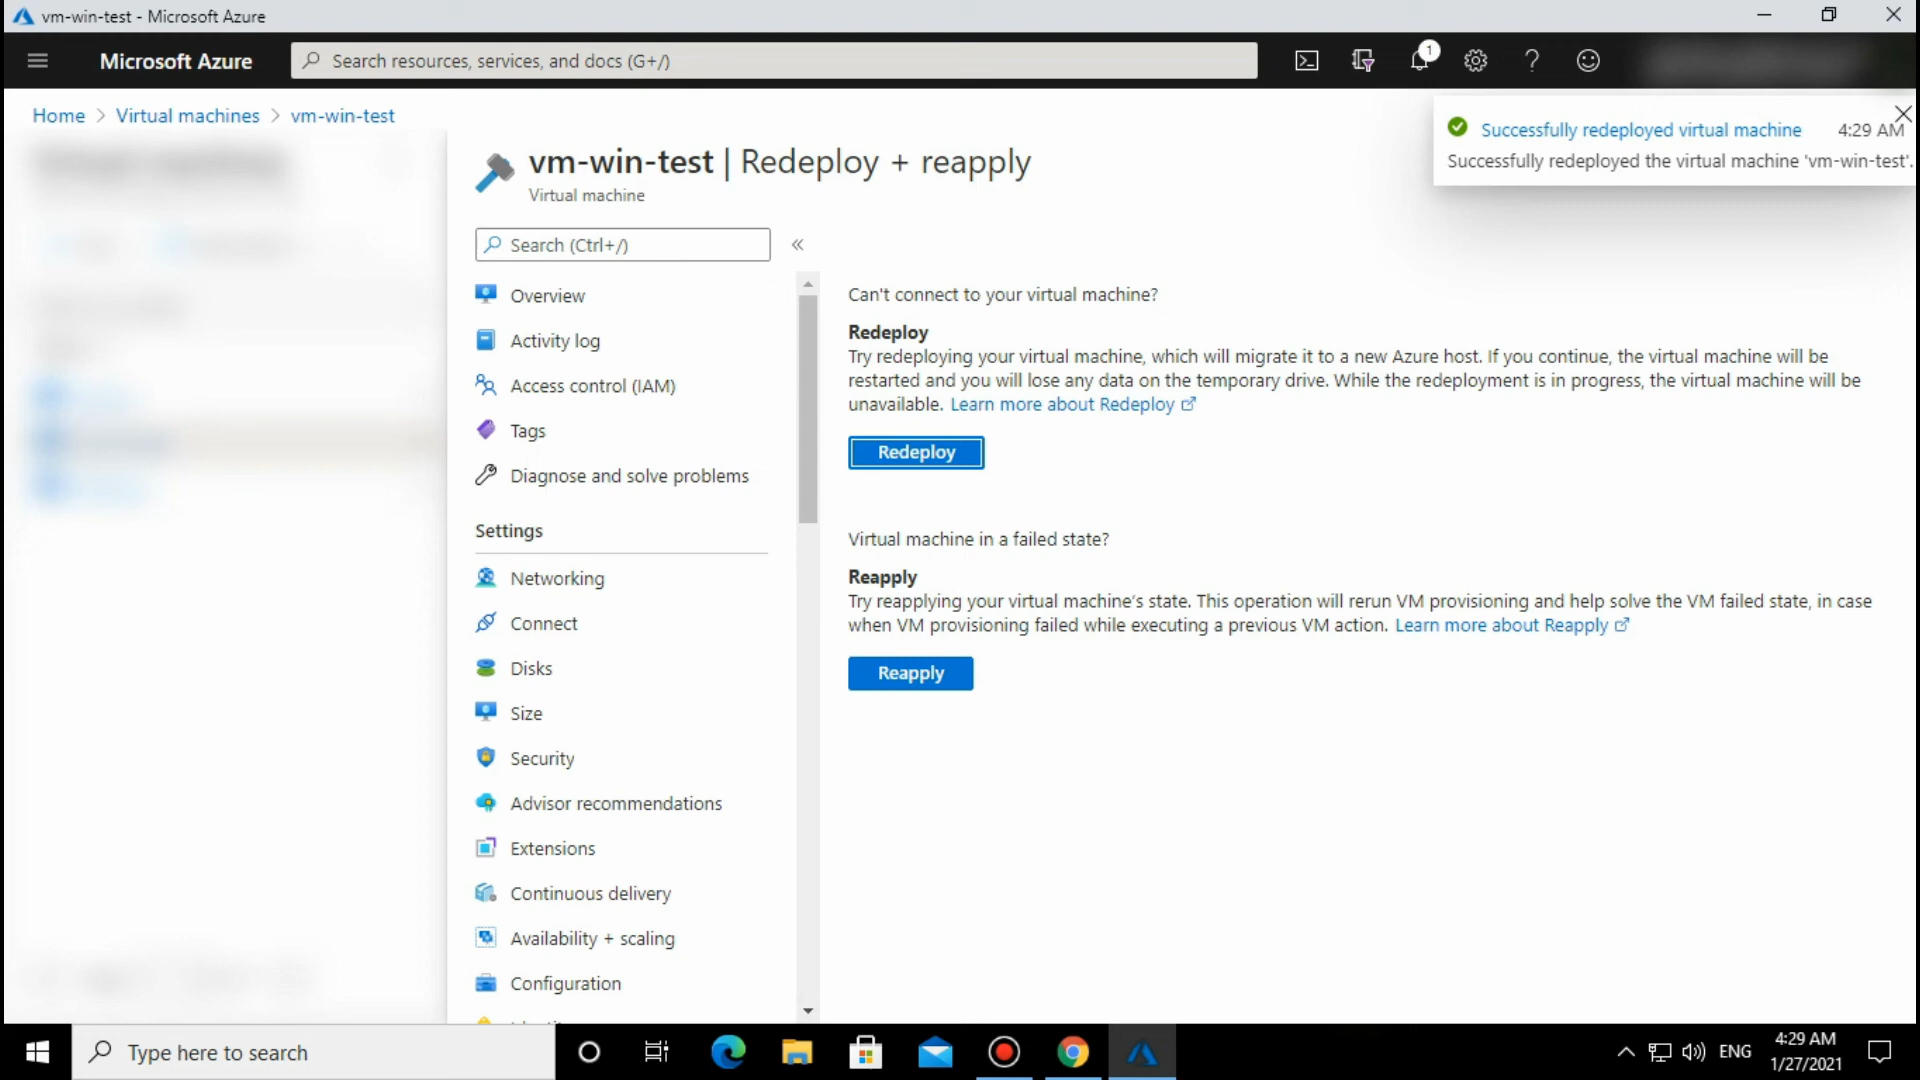 vm-win-test - Microsoft Azure
Microsoft Azure
Search resources, services, and docs (G+/)
1
Home > Virtual machines > vm-win-test
Successfully redeployed virtual machine 4:29 AM
Successfully redeployed the virtual machine 'vm-win-test'.
vm-win-test | Redeploy + reapply
Virtual machine
Search (Ctrl+/)
«
Overview
Activity log
Access control (IAM)
Tags
Diagnose and solve problems
Settings
Networking
Connect
Disks
Size
Security
Advisor recommendations
Extensions
Continuous delivery
Availability + scaling
Configuration
Can't connect to your virtual machine?
Redeploy
Try redeploying your virtual machine, which will migrate it to a new Azure host. If you continue, the virtual machine will be
restarted and you will lose any data on the temporary drive. While the redeployment is in progress, the virtual machine will be
unavailable. Learn more about Redeploy
Redeploy
Virtual machine in a failed state?
Reapply
Try reapplying your virtual machine's state. This operation will rerun VM provisioning and help solve the VM failed state, in case
when VM provisioning failed while executing a previous VM action. Learn more about Reapply
Reapply
Type here to search
ENG
4:29 AM
1/27/2021